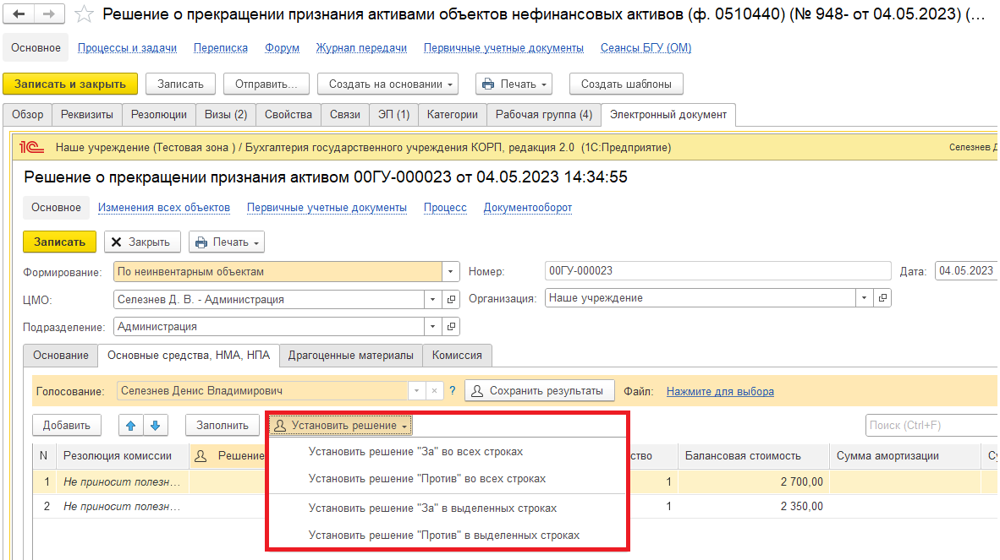 Решение о прекращении признания активами объектов нефинансовых активов (ф. 0510440) (№ 948- от 04.05.2023) (...
Основное Процессы и задачи Переписка Форум Журнал передачи Первичные учетные документы Сеансы БГУ (ОМ)
Записать и закрыть Записать Отправить... Создать на основании Печать Создать шаблоны
Обзор Реквизиты Резолюции Визы (2) Свойства Связи ЭП (1) Категории Рабочая группа (4) Электронный документ
1С Наше учреждение (Тестовая зона ) / Бухгалтерия государственного учреждения КОРП, редакция 2.0 (1С:Предприятие) Селезнев Д
Решение о прекращении признания активом 00ГУ-000023 от 04.05.2023 14:34:55
Основное Изменения всех объектов Первичные учетные документы Процесс Документооборот
Записать Закрыть Печать
Формирование: По неинвентарным объектам Номер: 00ГУ-000023 Дата: 04.05.2023
ЦМО: Селезнев Д. В. - Администрация Организация: Наше учреждение
Подразделение: Администрация
Основание Основные средства, НМА, НПА Драгоценные материалы Комиссия
Голосование: Селезнев Денис Владимирович ? Сохранить результаты Файл: Нажмите для выбора
Добавить Заполнить Установить решение Поиск (Ctrl+F)
N Резолюция комиссии Решение ство Балансовая стоимость Сумма амортизации Су
Установить решение "За" во всех строках
Установить решение "Против" во всех строках
Установить решение "За" в выделенных строках
Установить решение "Против" в выделенных строках
1 Не приносит полезн... 1 2 700,00
2 Не приносит полезн... 1 2 350,00